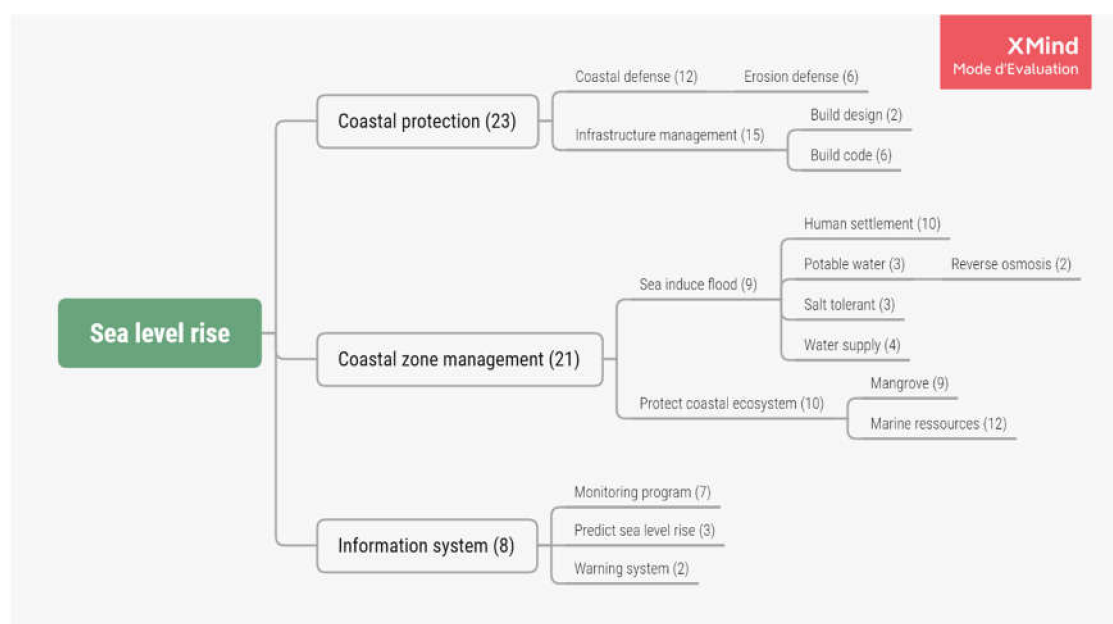 XMind
Mode d'Evaluation
Sea level rise
Coastal protection (23)
Coastal defense (12)
Erosion defense (6)
Infrastructure management (15)
Build design (2)
Build code (6)
Coastal zone management (21)
Sea induce flood (9)
Human settlement (10)
Potable water (3)
Reverse osmosis (2)
Salt tolerant (3)
Water supply (4)
Protect coastal ecosystem (10)
Mangrove (9)
Marine ressources (12)
Information system (8)
Monitoring program (7)
Predict sea level rise (3)
Warning system (2)